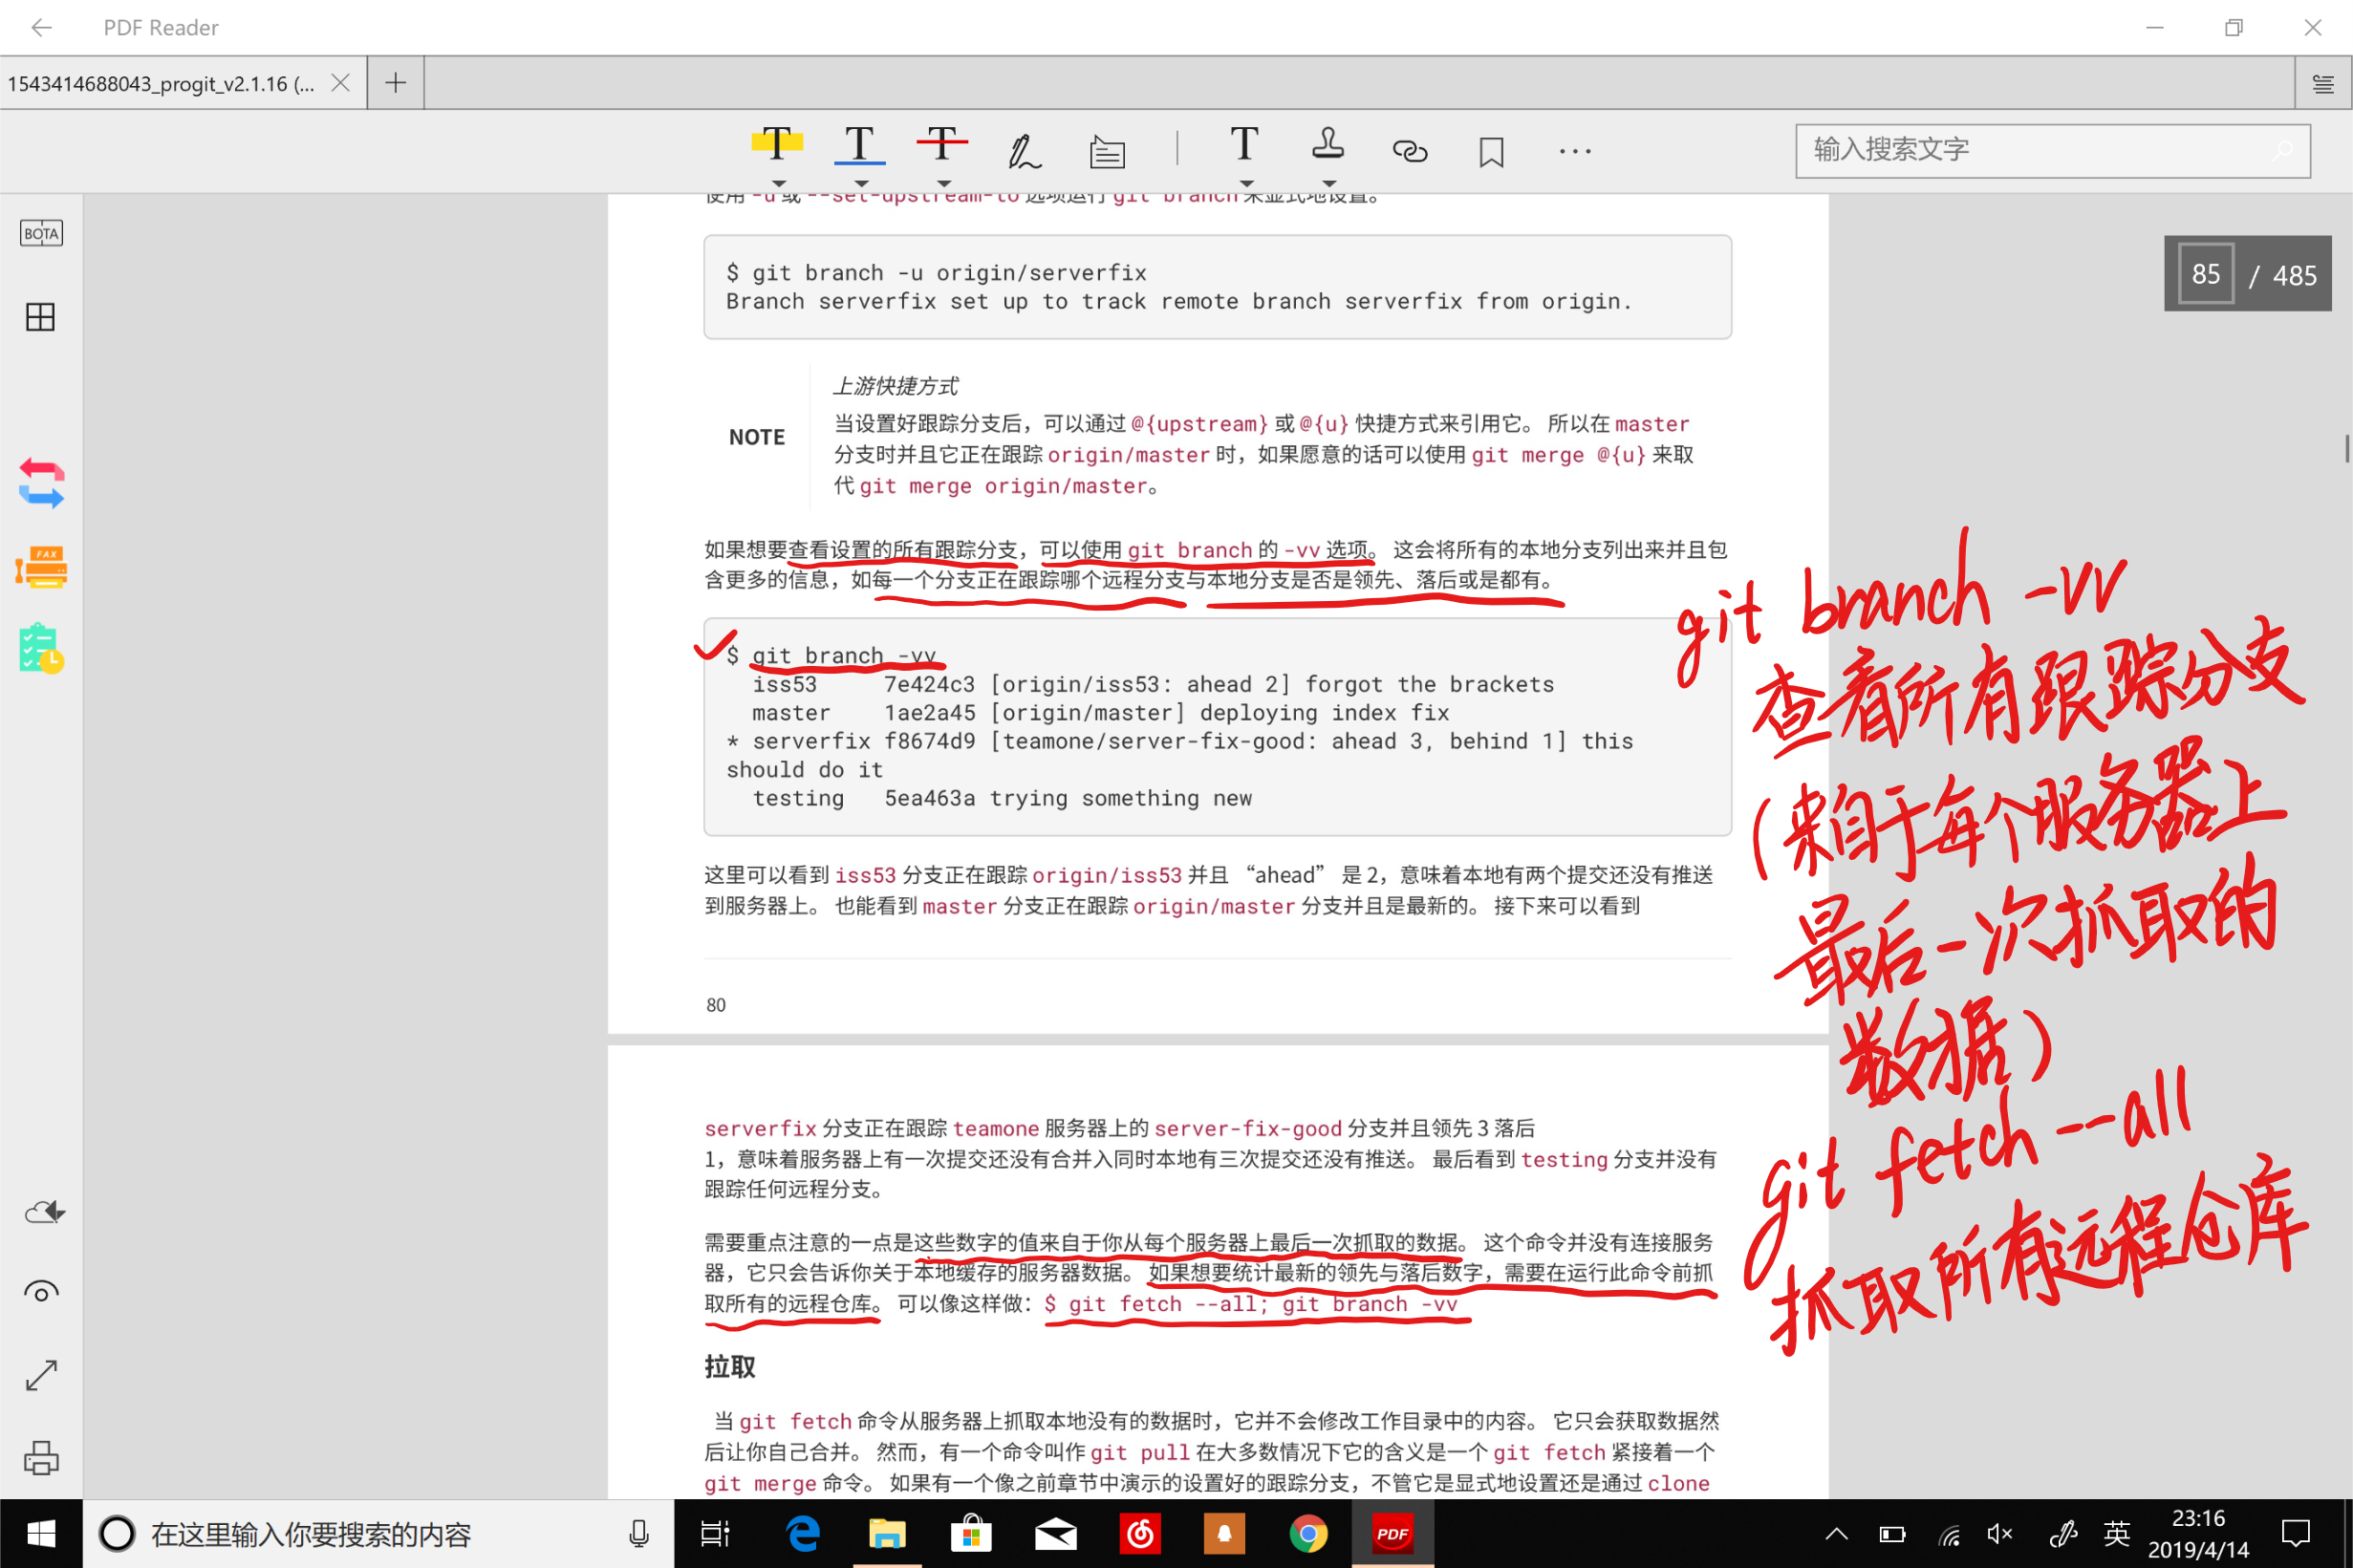 PDF Reader
1543414688043_progit_v2.1.16 (...
输入搜索文字
BOTA
85 / 485
使用 -u 或 --set-upstream-to 选项运行 git branch 来显式地设置。
$ git branch -u origin/serverfix
Branch serverfix set up to track remote branch serverfix from origin.
NOTE
上游快捷方式
当设置好跟踪分支后，可以通过 @{upstream} 或 @{u} 快捷方式来引用它。 所以在 master
分支时并且它正在跟踪 origin/master 时，如果愿意的话可以使用 git merge @{u} 来取
代 git merge origin/master。
如果想要查看设置的所有跟踪分支，可以使用 git branch 的 -vv 选项。 这会将所有的本地分支列出来并且包
含更多的信息，如每一个分支正在跟踪哪个远程分支与本地分支是否是领先、落后或是都有。
$ git branch -vv
iss53     7e424c3 [origin/iss53: ahead 2] forgot the brackets
master    1ae2a45 [origin/master] deploying index fix
* serverfix f8674d9 [teamone/server-fix-good: ahead 3, behind 1] this
should do it
testing   5ea463a trying something new
这里可以看到 iss53 分支正在跟踪 origin/iss53 并且 “ahead” 是 2，意味着本地有两个提交还没有推送
到服务器上。 也能看到 master 分支正在跟踪 origin/master 分支并且是最新的。 接下来可以看到
80
serverfix 分支正在跟踪 teamone 服务器上的 server-fix-good 分支并且领先 3 落后
1，意味着服务器上有一次提交还没有合并入同时本地有三次提交还没有推送。 最后看到 testing 分支并没有
跟踪任何远程分支。
需要重点注意的一点是这些数字的值来自于你从每个服务器上最后一次抓取的数据。 这个命令并没有连接服务
器，它只会告诉你关于本地缓存的服务器数据。 如果想要统计最新的领先与落后数字，需要在运行此命令前抓
取所有的远程仓库。 可以像这样做：$ git fetch --all; git branch -vv
拉取
当 git fetch 命令从服务器上抓取本地没有的数据时，它并不会修改工作目录中的内容。 它只会获取数据然
后让你自己合并。 然而，有一个命令叫作 git pull 在大多数情况下它的含义是一个 git fetch 紧接着一个
git merge 命令。 如果有一个像之前章节中演示的设置好的跟踪分支，不管它是显式地设置还是通过 clone
git branch -vv
查看所有跟踪分支
(来自于每个服务器上
最后一次抓取的
数据)
git fetch --all
抓取所有远程仓库
FAX
在这里输入你要搜索的内容
PDF
英
23:16
2019/4/14